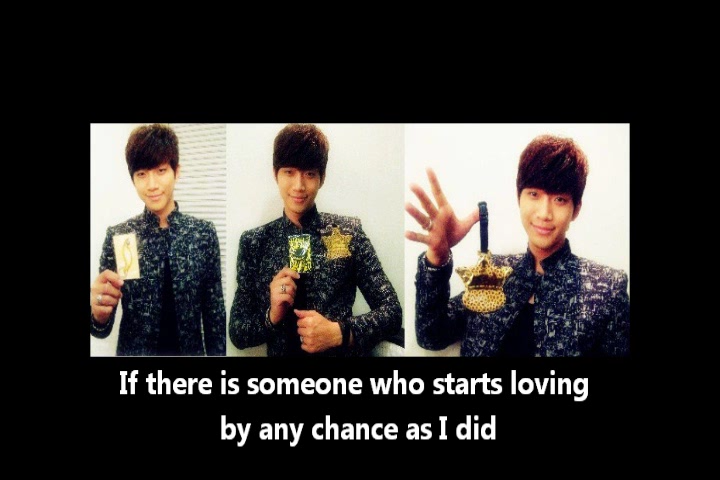 If there is someone who starts loving
by any chance as I did